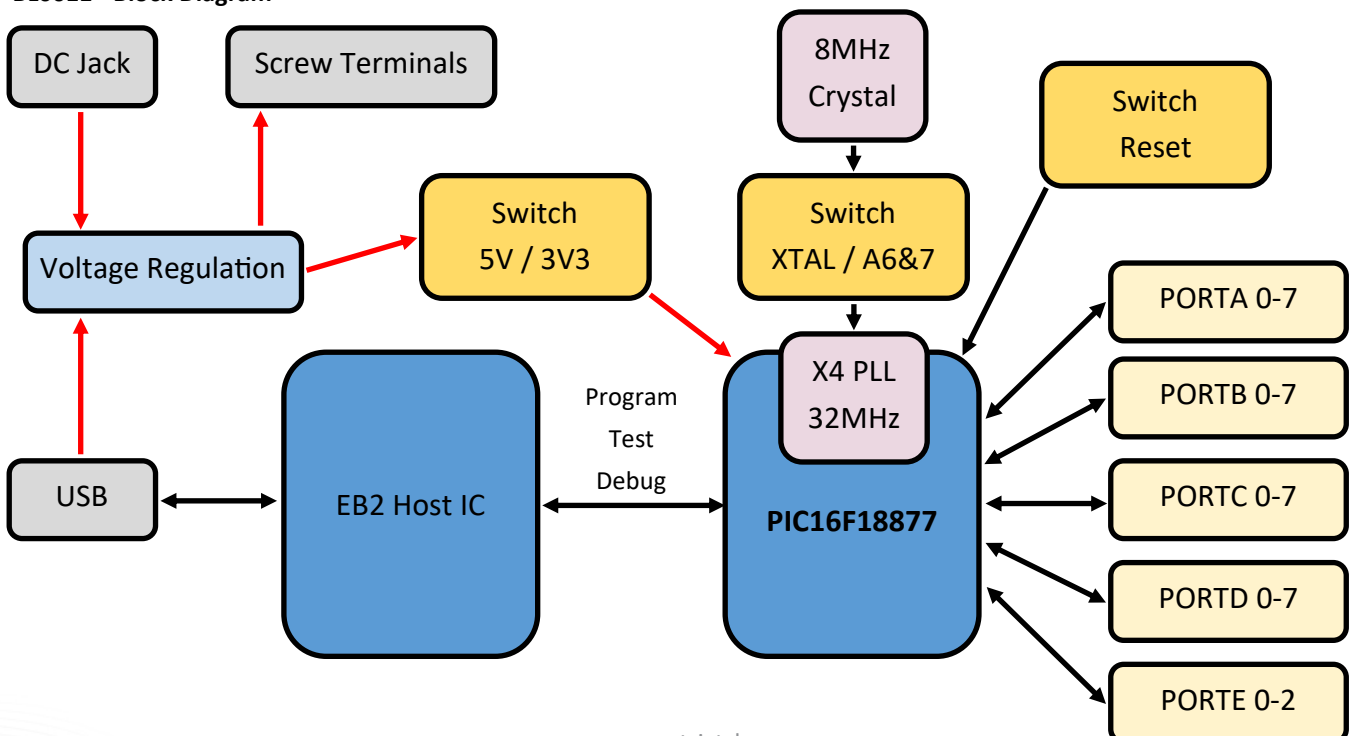 Block Diagram
DC Jack
Screw Terminals
8MHz
Crystal
Switch
Reset
Switch
5V / 3V3
Switch
XTAL / A6&7
Voltage Regulation
PORTA 0-7
X4 PLL
32MHz
PORTB 0-7
Program
Test
Debug
USB
EB2 Host IC
PIC16F18877
PORTC 0-7
PORTD 0-7
PORTE 0-2